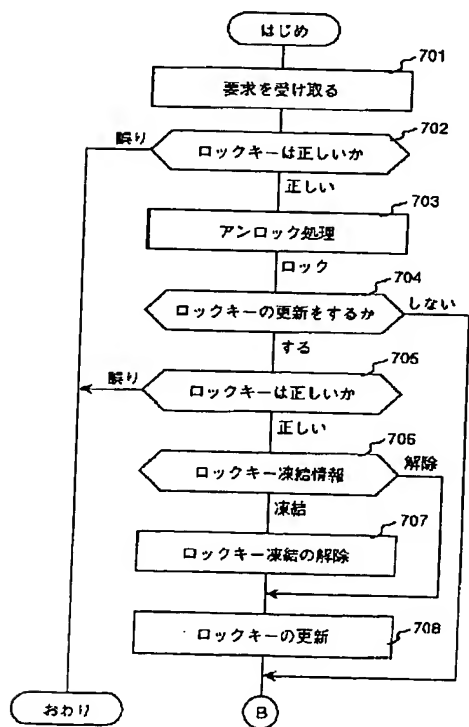 はじめ
701
要求を受け取る
702
誤り
ロックキーは正しいか
正しい
703
アンロック処理
ロック
704
ロックキーの更新をするか
しない
する
705
誤り
ロックキーは正しいか
正しい
706
ロックキー凍結情報
解除
凍結
707
ロックキー凍結の解除
ロックキーの更新
708
おわり
B